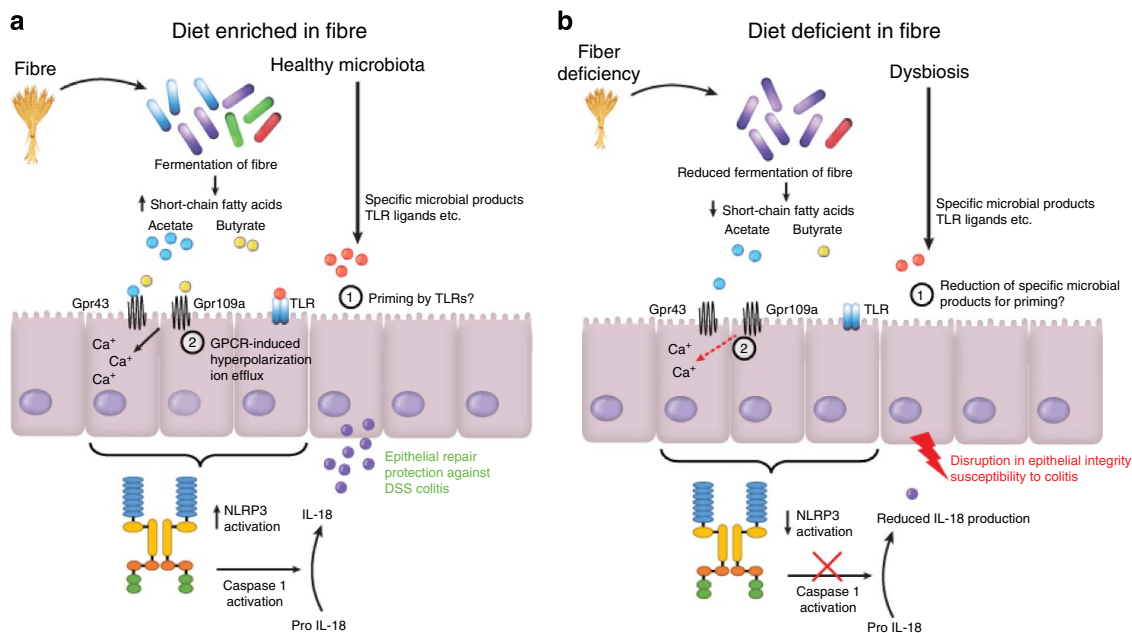 a
Diet enriched in fibre
Fibre
Healthy microbiota
Fermentation of fibre
Short-chain fatty acids
Acetate
Butyrate
Specific microbial products
TLR ligands etc.
Gpr43
Gpr109a
TLR
1
Priming by TLRs?
Ca⁺
Ca⁺
Ca⁺
2
GPCR-induced
hyperpolarization
ion efflux
Epithelial repair
protection against
DSS colitis
NLRP3
activation
IL-18
Caspase 1
activation
Pro IL-18
b
Diet deficient in fibre
Fiber
deficiency
Dysbiosis
Reduced fermentation of fibre
Short-chain fatty acids
Acetate
Butyrate
Specific microbial products
TLR ligands etc.
Gpr43
Gpr109a
TLR
1
Reduction of specific microbial
products for priming?
Ca⁺
Ca⁺
2
Disruption in epithelial integrity
susceptibility to colitis
NLRP3
activation
Reduced IL-18 production
Caspase 1
activation
Pro IL-18